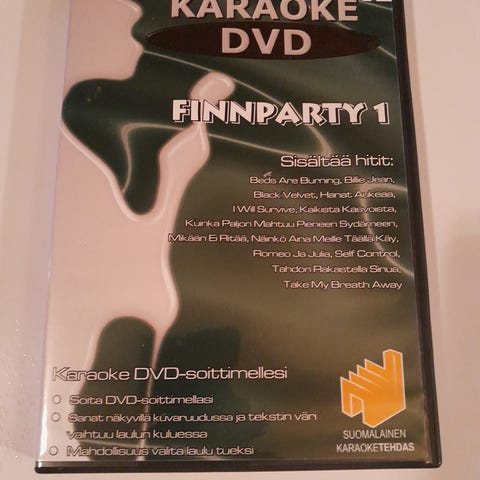 KARAOKE
DVD
FINNPARTY 1
Sisältää hitit:
Beds Are Burning, Billie Jean,
Black Velvet, Hanat Aukeaa,
I Will Survive, Kaikista Kasvoista,
Kuinka Paljon Mahtuu Pieneen Sydämeen,
Mikään Ei Riitää, Näinkö Aina Meille Täällä Käy,
Romeo Ja Julia, Self Control,
Tahdon Rakastella Sinua,
Take My Breath Away
Karaoke DVD-soittimellesi
Soita DVD-soittimellasi
Sanat näkyvillä kuvaruudussa ja tekstin väri
vaihtuu laulun kuluessa
Mahdollisuus valita laulu tueksi
SUOMALAINEN
KARAOKETEHDAS